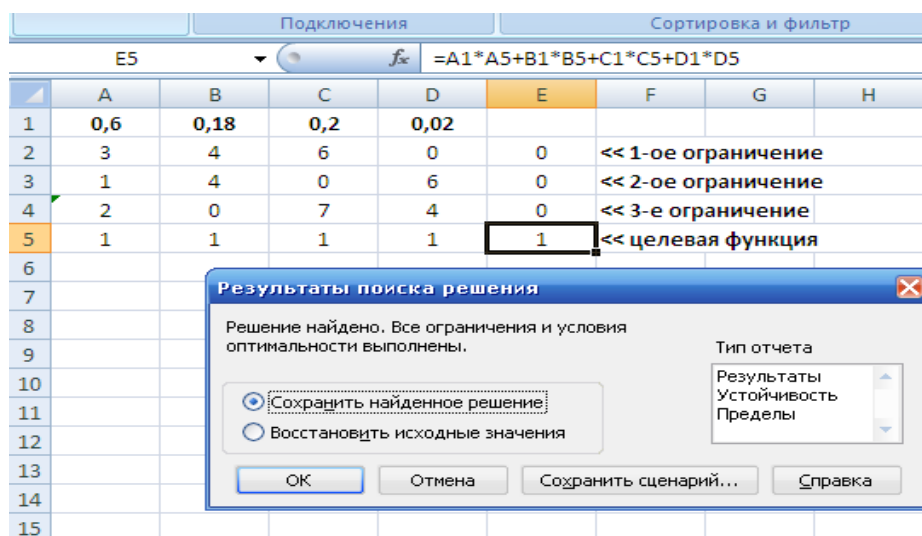 Подключения Сортировка и фильтр
E5 fx =A1*A5+B1*B5+C1*C5+D1*D5
A B C D E F G H
1 0,6 0,18 0,2 0,02
2 3 4 6 0 0 << 1-ое ограничение
3 1 4 0 6 0 << 2-ое ограничение
4 2 0 7 4 0 << 3-е ограничение
5 1 1 1 1 1 << целевая функция
6
7 Результаты поиска решения
8 Решение найдено. Все ограничения и условия
оптимальности выполнены.
Тип отчета
9
10 Результаты
Устойчивость
Пределы
Сохранить найденное решение
11
12 Восстановить исходные значения
13 ОК Отмена Сохранить сценарий... Справка
14
15